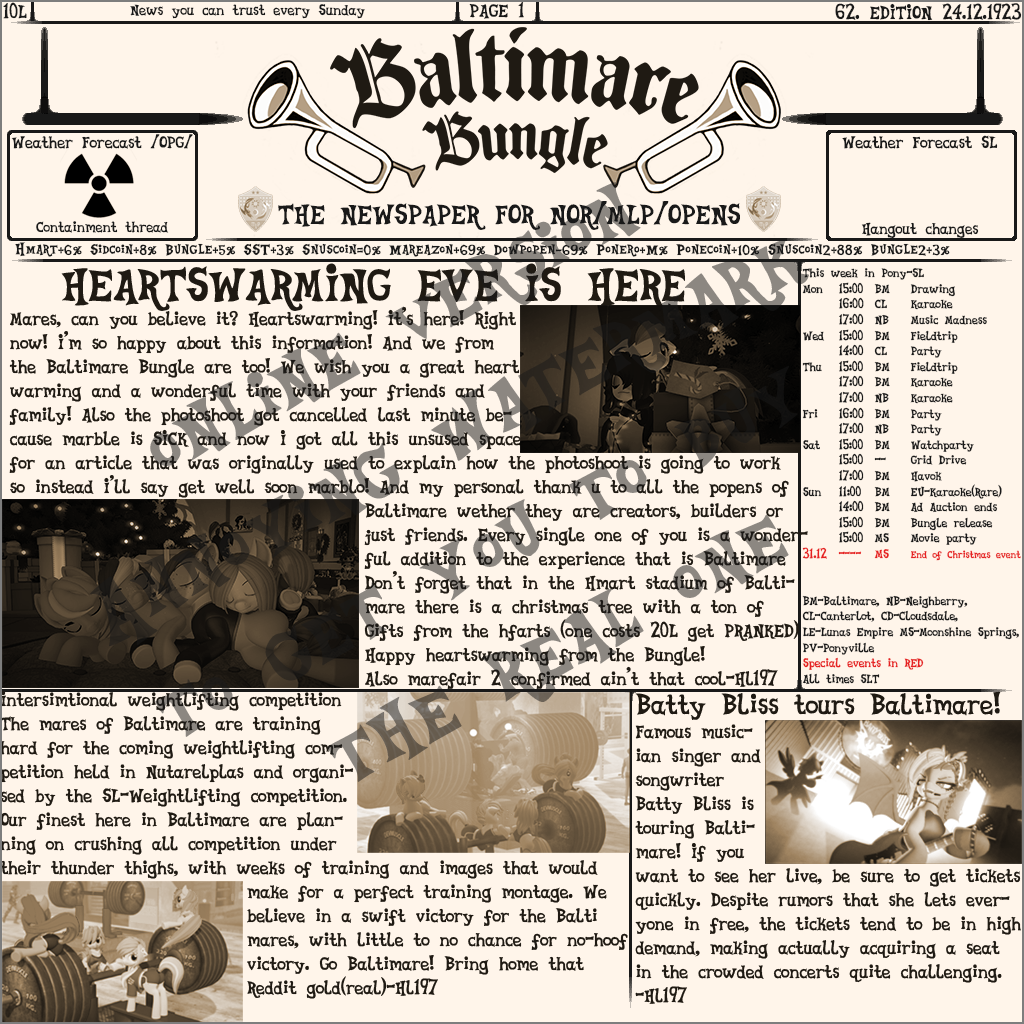 10L
News you can trust every Sunday
PAGE 1
62. EDITION 24.12.1923
Baltimare
Bungle
THE NEWSPAPER FOR NOR/MLP/OPENS
Weather Forecast /OPG/
Containment thread
Weather Forecast SL
Hangout changes
HMART+6% SIDCOIN+8% BUNGLE+5% SST+3% SNUSCOIN=0% MAREAZON+69% DOWPOPEN-69% PONERO+M% PONECOIN+10% SNUSCOIN2+88% BUNGLE2+3%
HEARTSWARMING EVE IS HERE
Mares, can you believe it? Heartswarming! It's here! Right
now! I'm so happy about this information! And we from
the Baltimare Bungle are too! We wish you a great heart
warming and a wonderful time with your friends and
family! Also the photoshoot got cancelled last minute be-
cause marble is SICK and now i got all this unsused space
for an article that was originally used to explain how the photoshoot is going to work
so instead I'll say get well soon marblo! And my personal thank u to all the popens of
Baltimare wether they are creators, builders or
just friends. Every single one of you is a wonder-
ful addition to the experience that is Baltimare
Don't forget that in the Hmart stadium of Balti-
mare there is a christmas tree with a ton of
Gifts from the hfarts (one costs 20L get PRANKED)
Happy heartswarming from the Bungle!
Also marefair 2 confirmed ain't that cool-HL197
This week in Pony-SL
Mon 15:00 BM Drawing
16:00 CL Karaoke
17:00 NB Music Madness
Wed 15:00 BM Fieldtrip
14:00 CL Party
Thu 15:00 BM Fieldtrip
17:00 BM Karaoke
17:00 NB Karaoke
Fri 16:00 BM Party
17:00 NB Party
Sat 15:00 BM Watchparty
15:00 --- Grid Drive
17:00 BM Havok
Sun 11:00 BM EU-Karaoke(Rare)
14:00 BM Ad Auction ends
15:00 BM Bungle release
15:00 MS Movie party
31.12 ----- MS End of Christmas event
BM-Baltimare, NB-Neighberry,
CL-Canterlot, CD-Cloudsdale,
LE-Lunas Empire MS-Moonshine Springs,
PV-Ponyville
Special events in RED
All times SLT
Intersimtional weightlifting competition
The mares of Baltimare are training
hard for the coming weightlifting com-
petition held in Nutarelplas and organi-
sed by the SL-Weightlifting competition.
Our finest here in Baltimare are plan-
ning on crushing all competition under
their thunder thighs, with weeks of training and images that would
make for a perfect training montage. We
believe in a swift victory for the Balti
mares, with little to no chance for no-hoof
victory. Go Baltimare! Bring home that
Reddit gold(real)-HL197
Batty Bliss tours Baltimare!
Famous music-
ian singer and
songwriter
Batty Bliss is
touring Balti-
mare! if you
want to see her live, be sure to get tickets
quickly. Despite rumors that she lets ever-
yone in free, the tickets tend to be in high
demand, making actually acquiring a seat
in the crowded concerts quite challenging.
-HL197
ONLINE VERSION